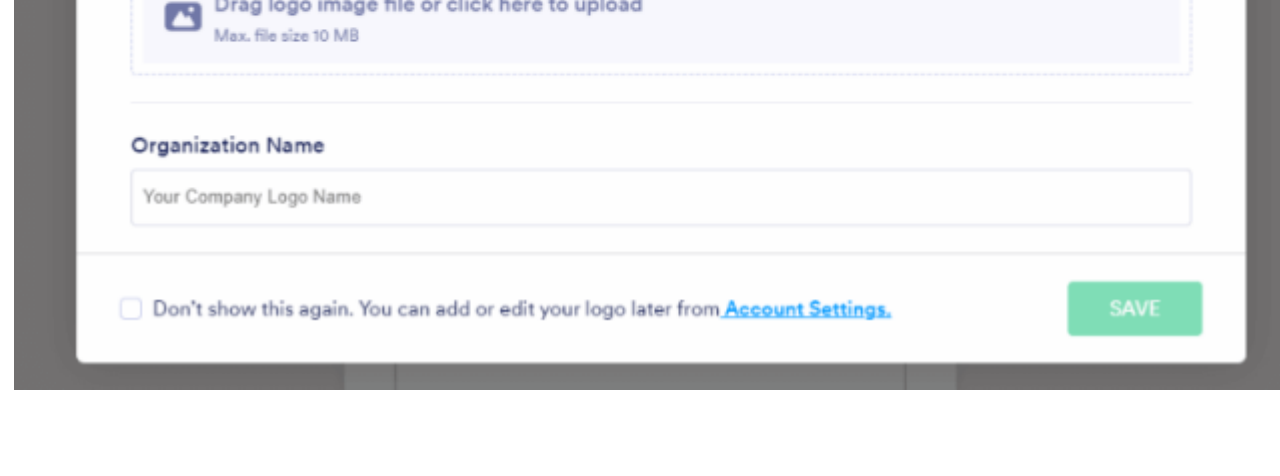 Drag logo image file or click here to upload
Max. file size 10 MB
Organization Name
Your Company Logo Name
Don't show this again. You can add or edit your logo later from Account Settings.
SAVE